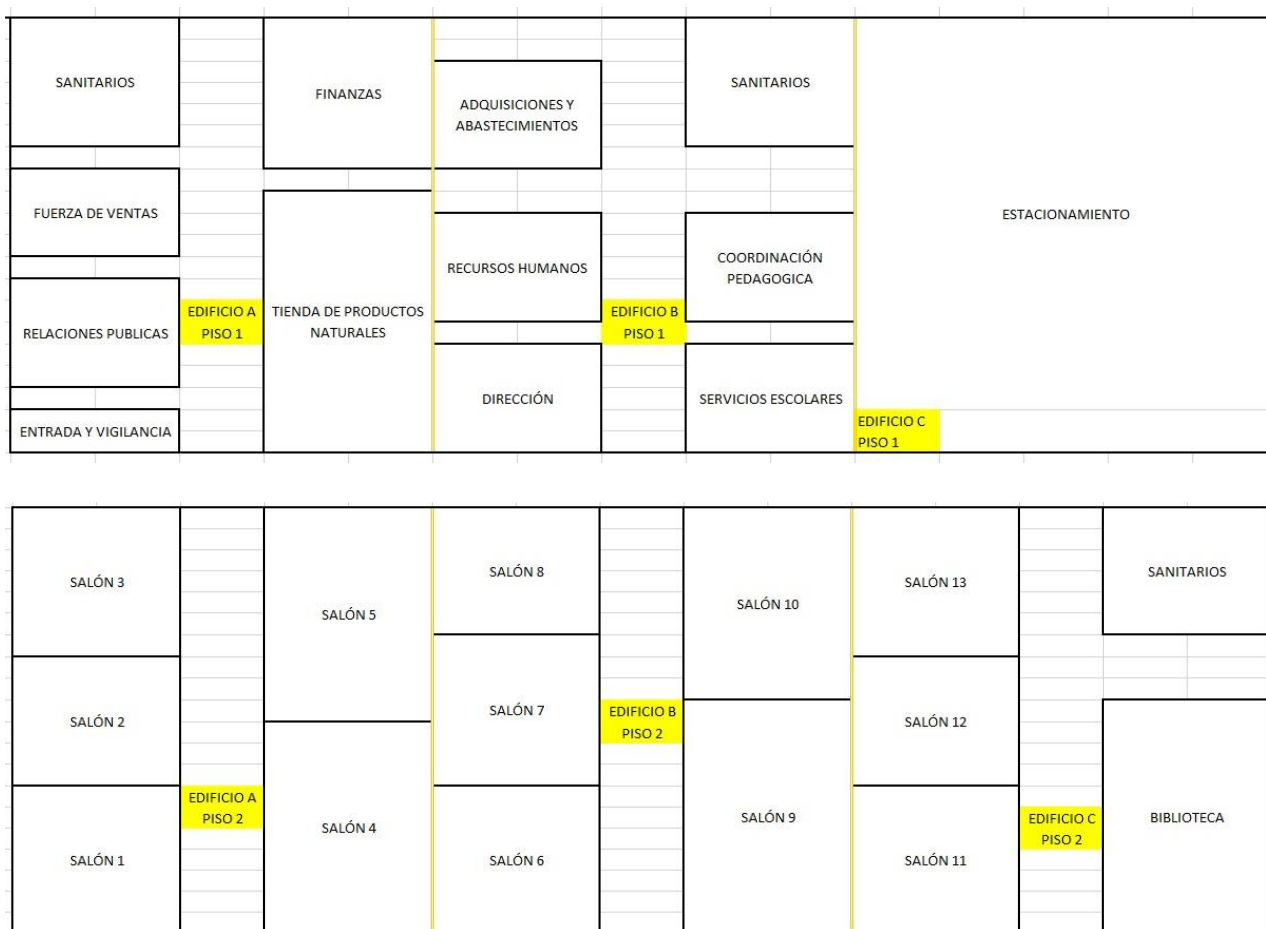 SANITARIOS
FINANZAS
ADQUISICIONES Y
ABASTECIMIENTOS
SANITARIOS
FUERZA DE VENTAS
ESTACIONAMIENTO
RECURSOS HUMANOS
COORDINACIÓN
PEDAGOGICA
RELACIONES PUBLICAS
EDIFICIO A
PISO 1
TIENDA DE PRODUCTOS
NATURALES
EDIFICIO B
PISO 1
DIRECCIÓN
SERVICIOS ESCOLARES
ENTRADA Y VIGILANCIA
EDIFICIO C
PISO 1
SALÓN 3
SALÓN 5
SALÓN 8
SALÓN 10
SALÓN 13
SANITARIOS
SALÓN 2
SALÓN 7
EDIFICIO B
PISO 2
SALÓN 12
EDIFICIO A
PISO 2
SALÓN 4
SALÓN 9
EDIFICIO C
PISO 2
BIBLIOTECA
SALÓN 1
SALÓN 6
SALÓN 11